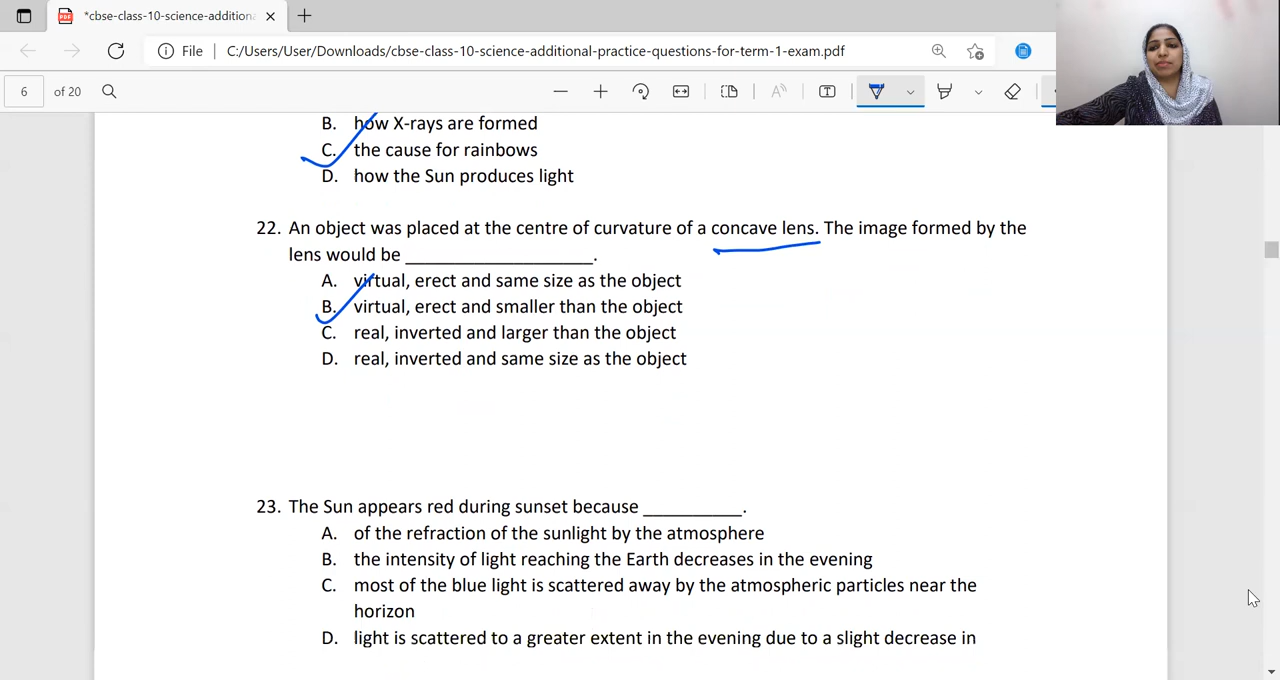 *cbse-class-10-science-additiona
File C:/Users/User/Downloads/cbse-class-10-science-additional-practice-questions-for-term-1-exam.pdf
6 of 20
B. how X-rays are formed
C. the cause for rainbows
D. how the Sun produces light
22. An object was placed at the centre of curvature of a concave lens. The image formed by the
lens would be ____________________.
A. virtual, erect and same size as the object
B. virtual, erect and smaller than the object
C. real, inverted and larger than the object
D. real, inverted and same size as the object
23. The Sun appears red during sunset because ___________.
A. of the refraction of the sunlight by the atmosphere
B. the intensity of light reaching the Earth decreases in the evening
C. most of the blue light is scattered away by the atmospheric particles near the
horizon
D. light is scattered to a greater extent in the evening due to a slight decrease in